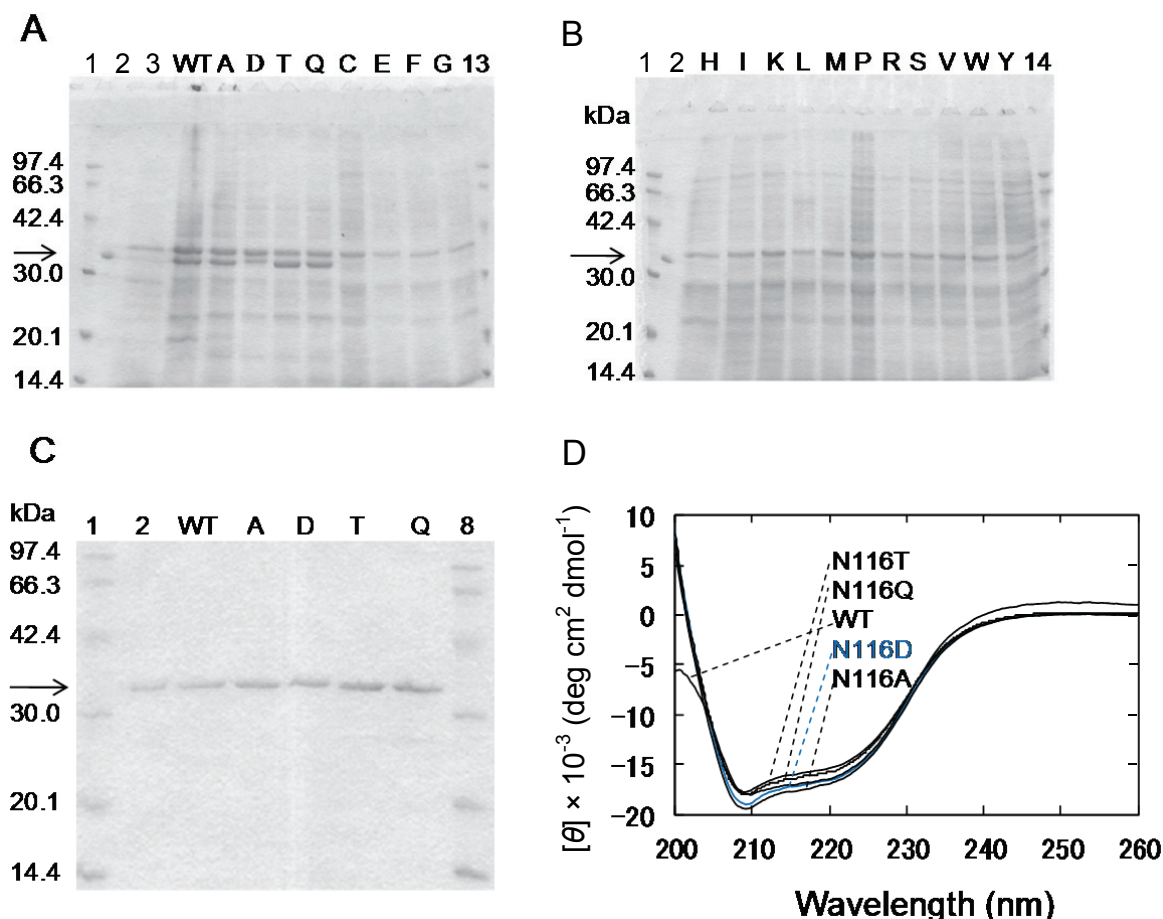 A
1 2 3 WT A D T Q C E F G 13
97.4
66.3
42.4
30.0
20.1
14.4
B
1 2 H I K L M P R S V W Y 14
kDa
97.4
66.3
42.4
30.0
20.1
14.4
C
kDa
1 2 WT A D T Q 8
97.4
66.3
42.4
30.0
20.1
14.4
D
10
5
0
−5
−10
−15
−20
[θ] × 10⁻³ (deg cm² dmol⁻¹)
N116T
N116Q
WT
N116D
N116A
200 210 220 230 240 250 260
Wavelength (nm)